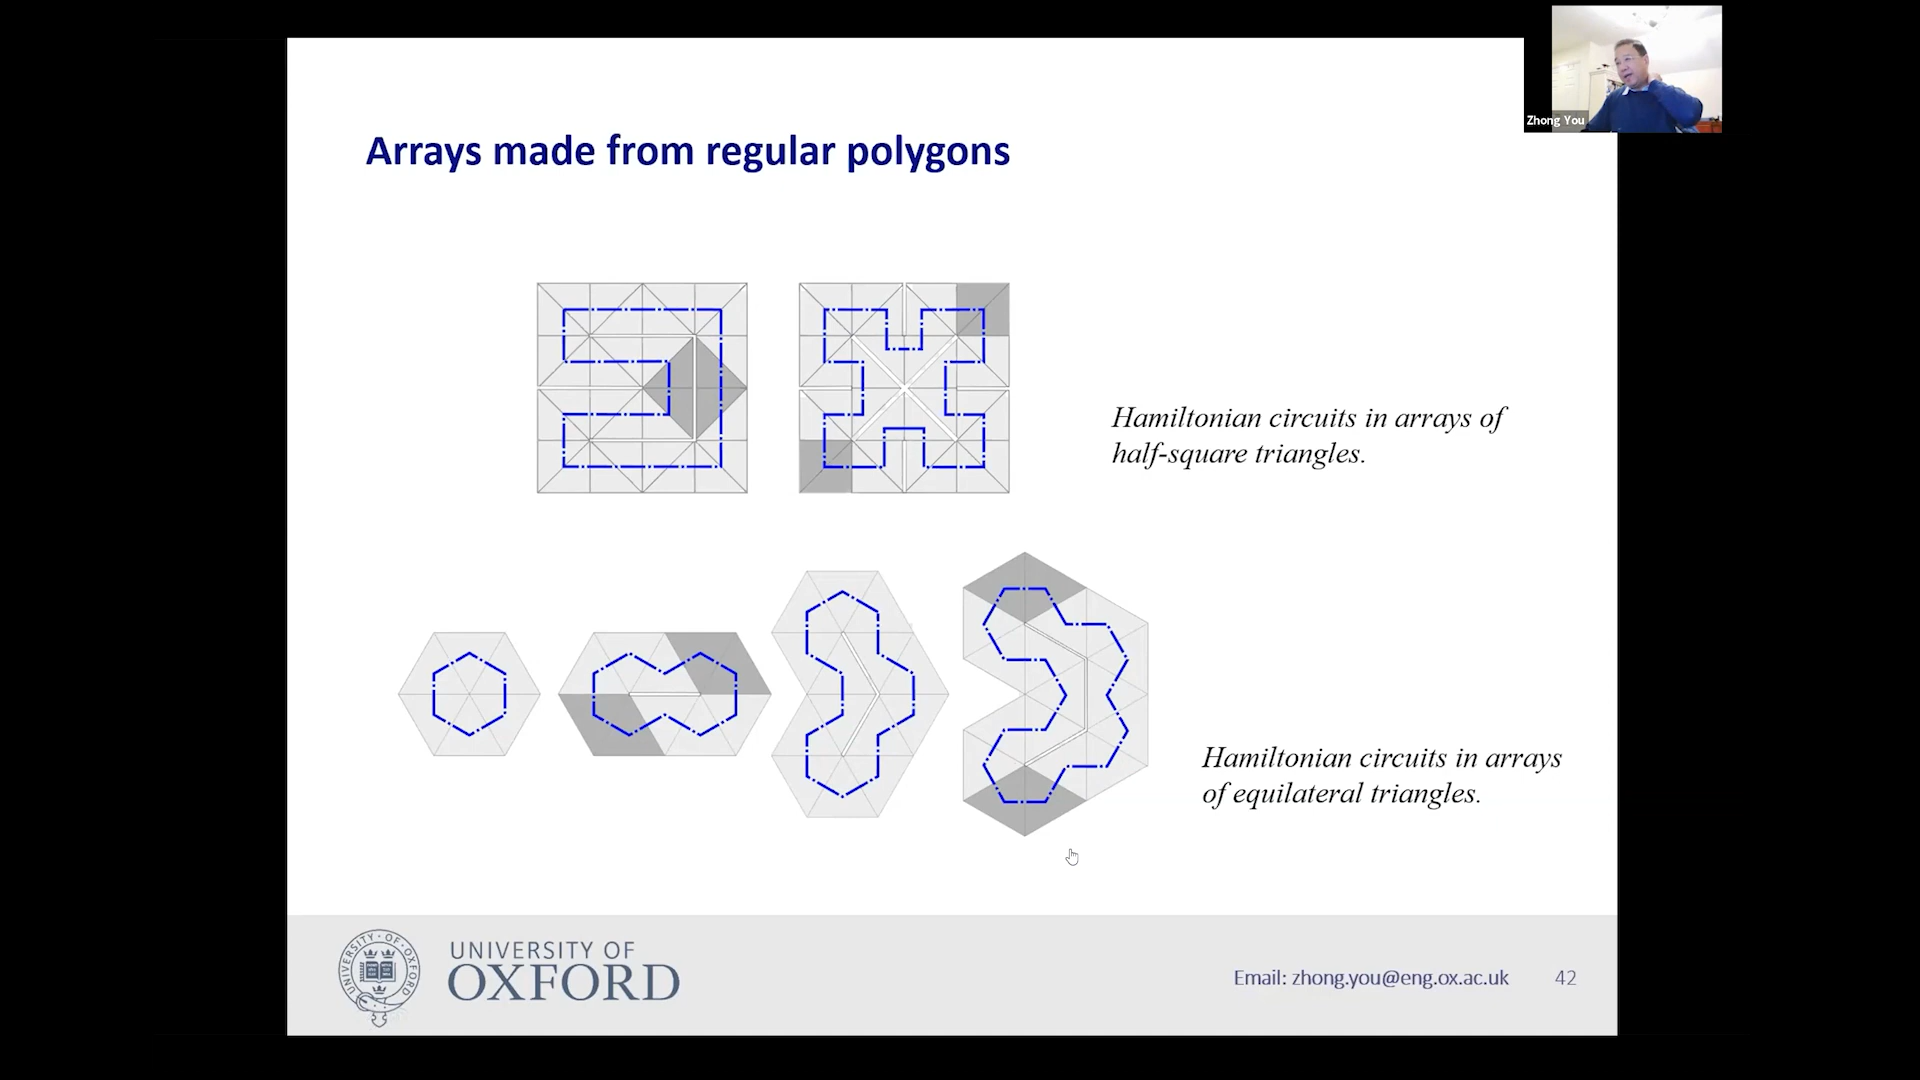 Zhong You
Arrays made from regular polygons
Hamiltonian circuits in arrays of
half-square triangles.
Hamiltonian circuits in arrays
of equilateral triangles.
UNIVERSITY OF
OXFORD
Email: zhong.you@eng.ox.ac.uk
42